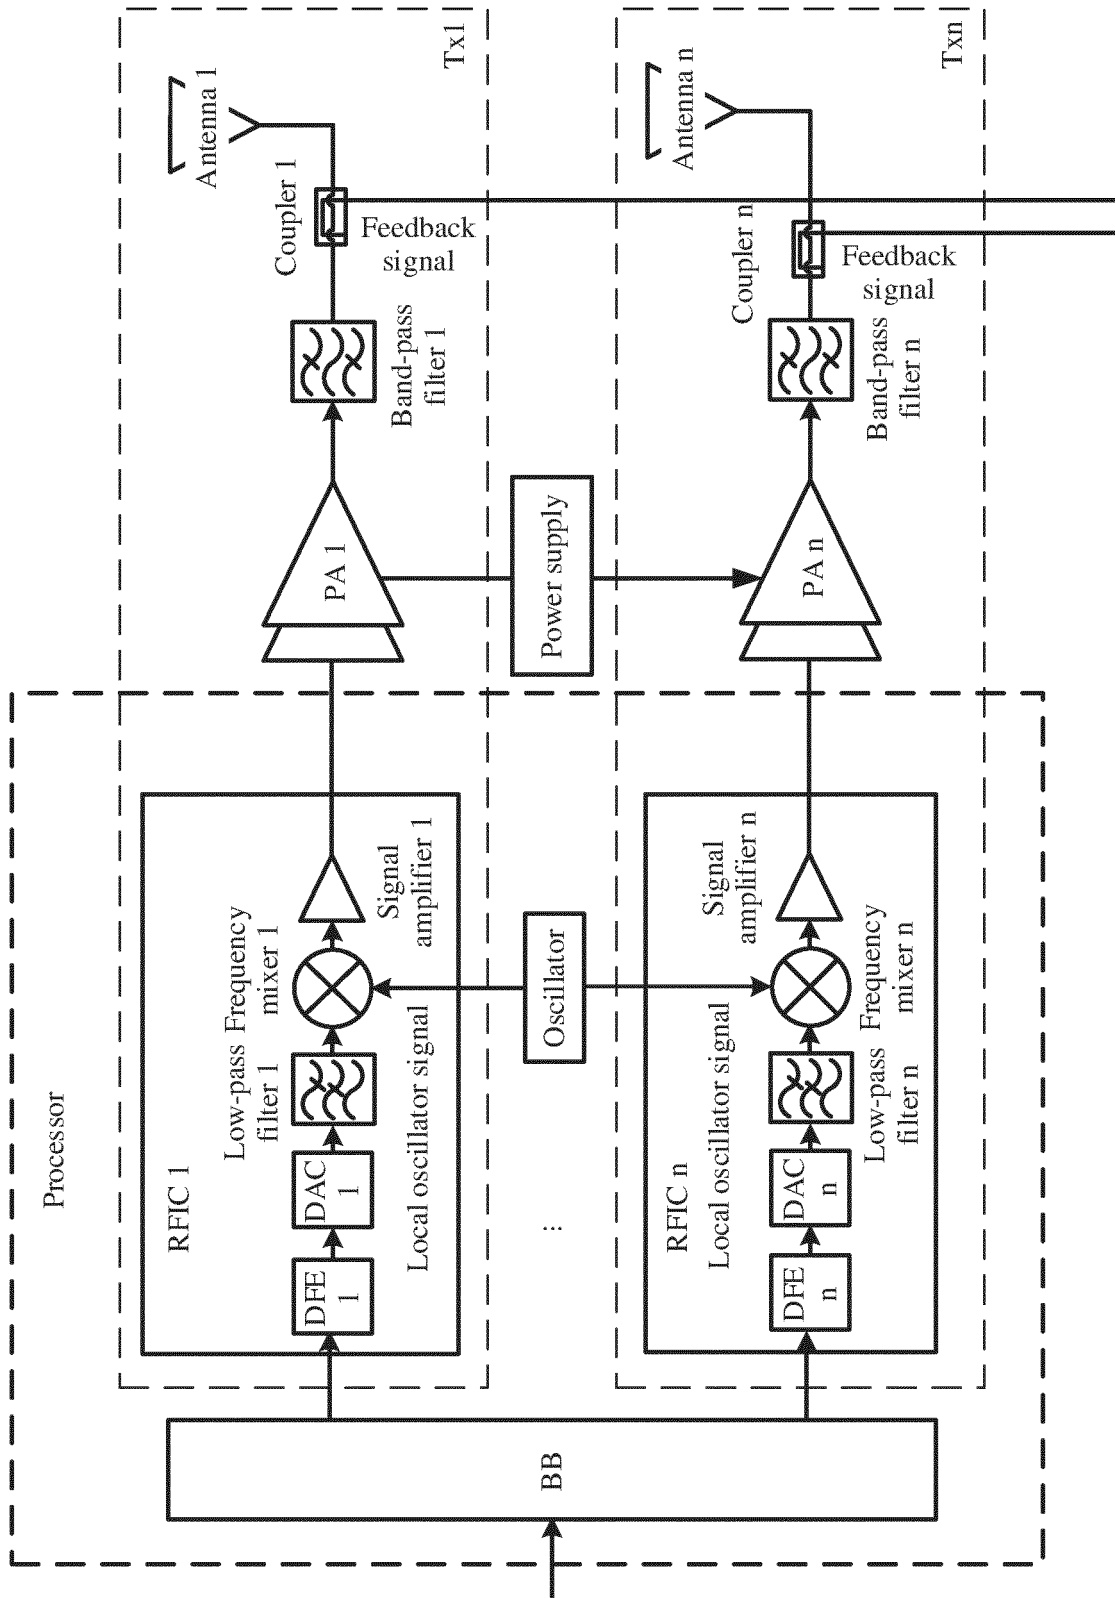 Processor
BB
Tx1
RFIC 1
DFE
1
DAC
1
Low-pass
filter 1
Frequency
mixer 1
Signal
amplifier 1
Local oscillator signal
PA 1
Band-pass
filter 1
Coupler 1
Feedback
signal
Antenna 1
Oscillator
...
Power supply
Txn
RFIC n
DFE
n
DAC
n
Low-pass
filter n
Frequency
mixer n
Signal
amplifier n
Local oscillator signal
PA n
Band-pass
filter n
Coupler n
Feedback
signal
Antenna n